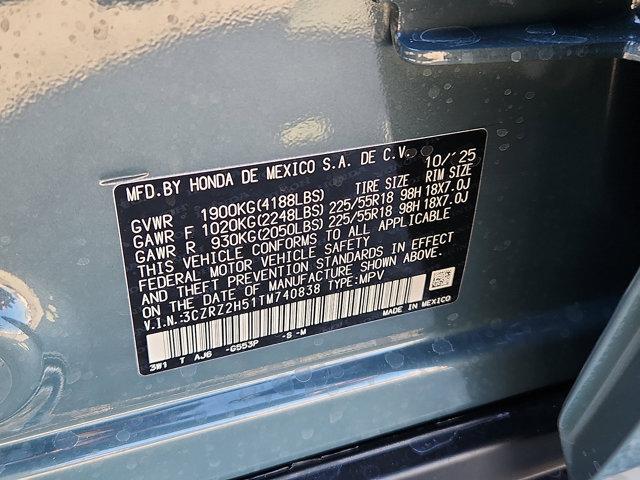 MFD.BY HONDA DE MEXICO S.A. DE C.V. 10/'25
TIRE SIZE RIM SIZE
GVWR 1900KG(4188LBS)
GAWR F 1020KG(2248LBS) 225/55R18 98H 18X7.0J
GAWR R 930KG(2050LBS) 225/55R18 98H 18X7.0J
THIS VEHICLE CONFORMS TO ALL APPLICABLE
FEDERAL MOTOR VEHICLE SAFETY
AND THEFT PREVENTION STANDARDS IN EFFECT
ON THE DATE OF MANUFACTURE SHOWN ABOVE.
V.I.N.:3CZRZ2H51TM740838 TYPE:MPV
MADE IN MEXICO
3W1 T AJ6 -G553P -S -M